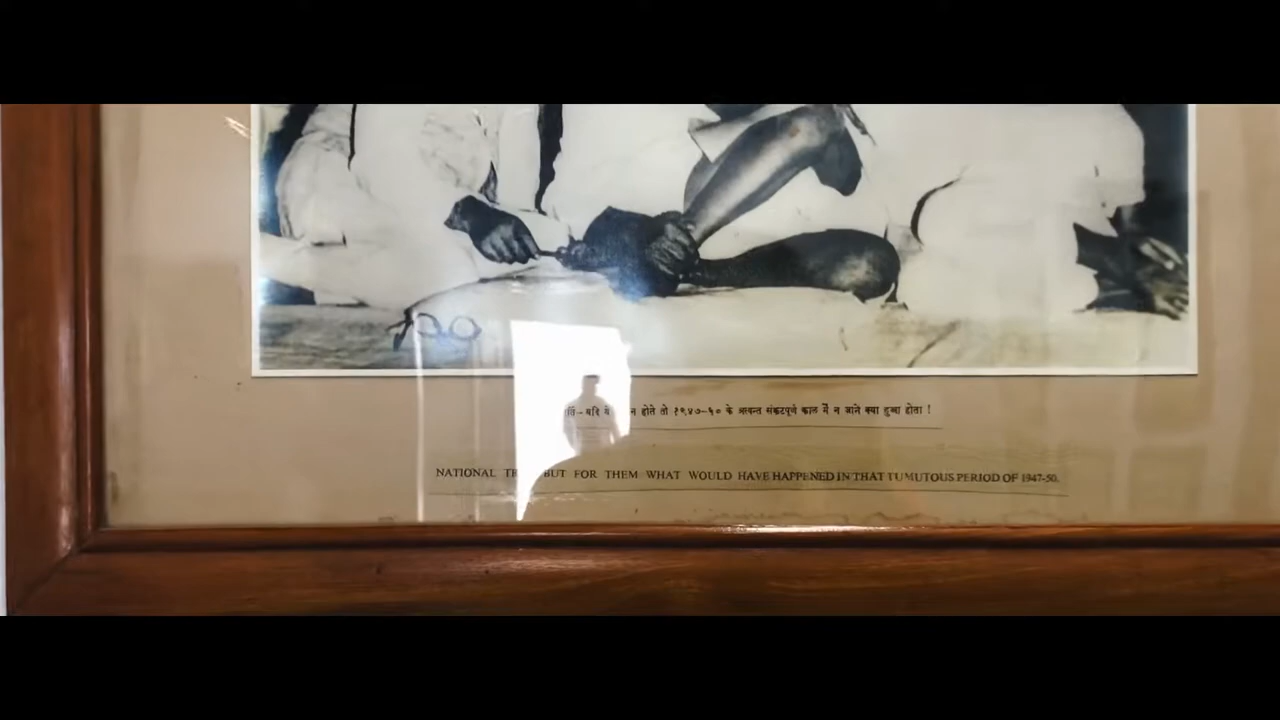 यदि न होते तो १९४७-५० के अत्यन्त संकटपूर्ण काल में न जाने क्या हुआ होता !
NATIONAL BUT FOR THEM WHAT WOULD HAVE HAPPENED IN THAT TUMUTOUS PERIOD OF 1947-50.